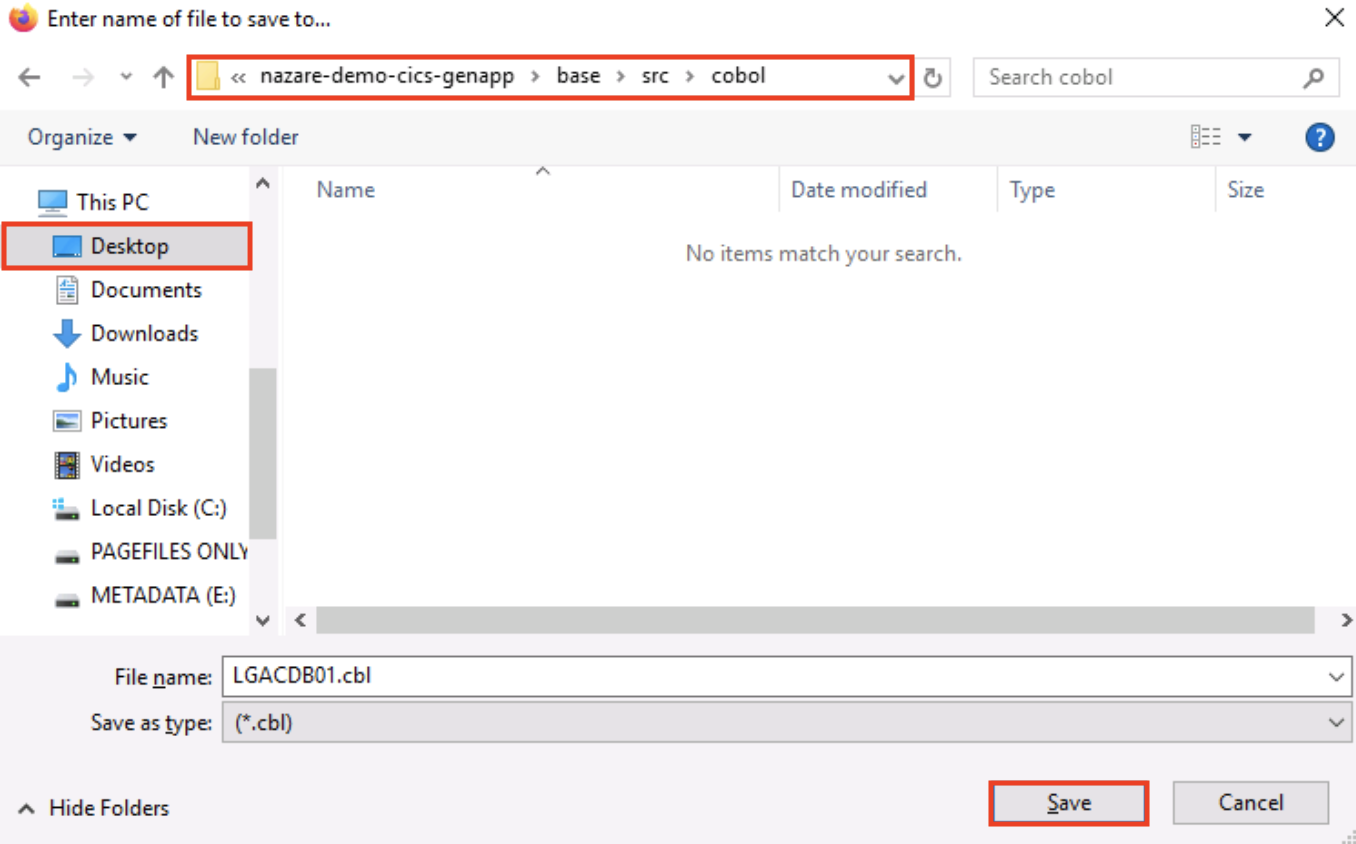 Enter name of file to save to...
« nazare-demo-cics-genapp > base > src > cobol
Search cobol
Organize
New folder
?
Name
Date modified
Type
Size
No items match your search.
This PC
Desktop
Documents
Downloads
Music
Pictures
Videos
Local Disk (C:)
PAGEFILES ONLY
METADATA (E:)
File name: LGACDB01.cbl
Save as type: (*.cbl)
Hide Folders
Save
Cancel